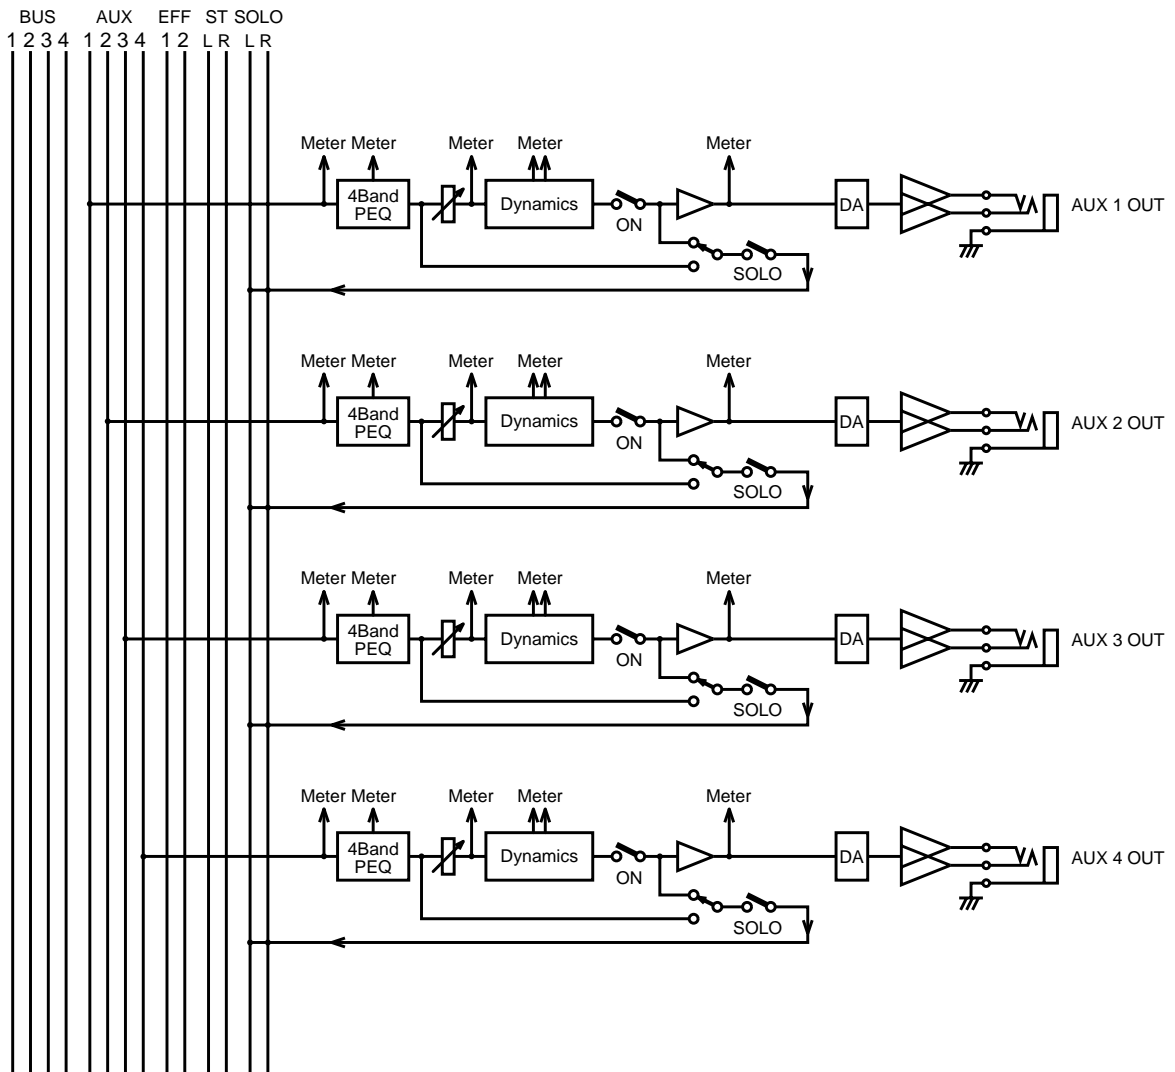 BUS AUX EFF ST SOLO
1 2 3 4 1 2 3 4 1 2 L R L R
Meter Meter Meter Meter Meter
4Band
PEQ
Dynamics
ON
DA
AUX 1 OUT
SOLO
Meter Meter Meter Meter Meter
4Band
PEQ
Dynamics
ON
DA
AUX 2 OUT
SOLO
Meter Meter Meter Meter Meter
4Band
PEQ
Dynamics
ON
DA
AUX 3 OUT
SOLO
Meter Meter Meter Meter Meter
4Band
PEQ
Dynamics
ON
DA
AUX 4 OUT
SOLO